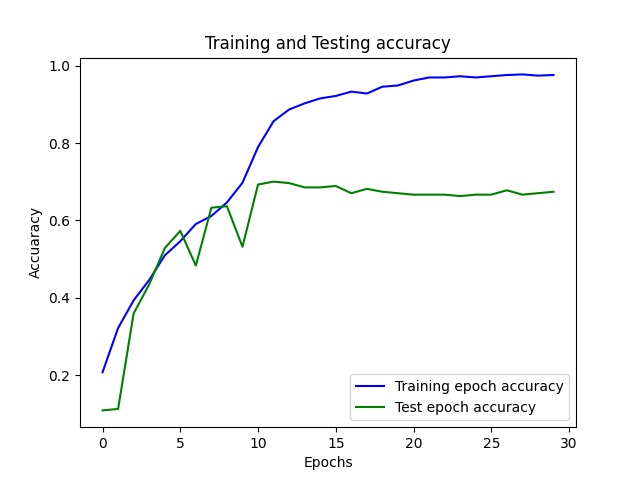 Training and Testing accuracy
Accuaracy
1.0
0.8
0.6
0.4
0.2
Training epoch accuracy
Test epoch accuracy
0 5 10 15 20 25 30
Epochs